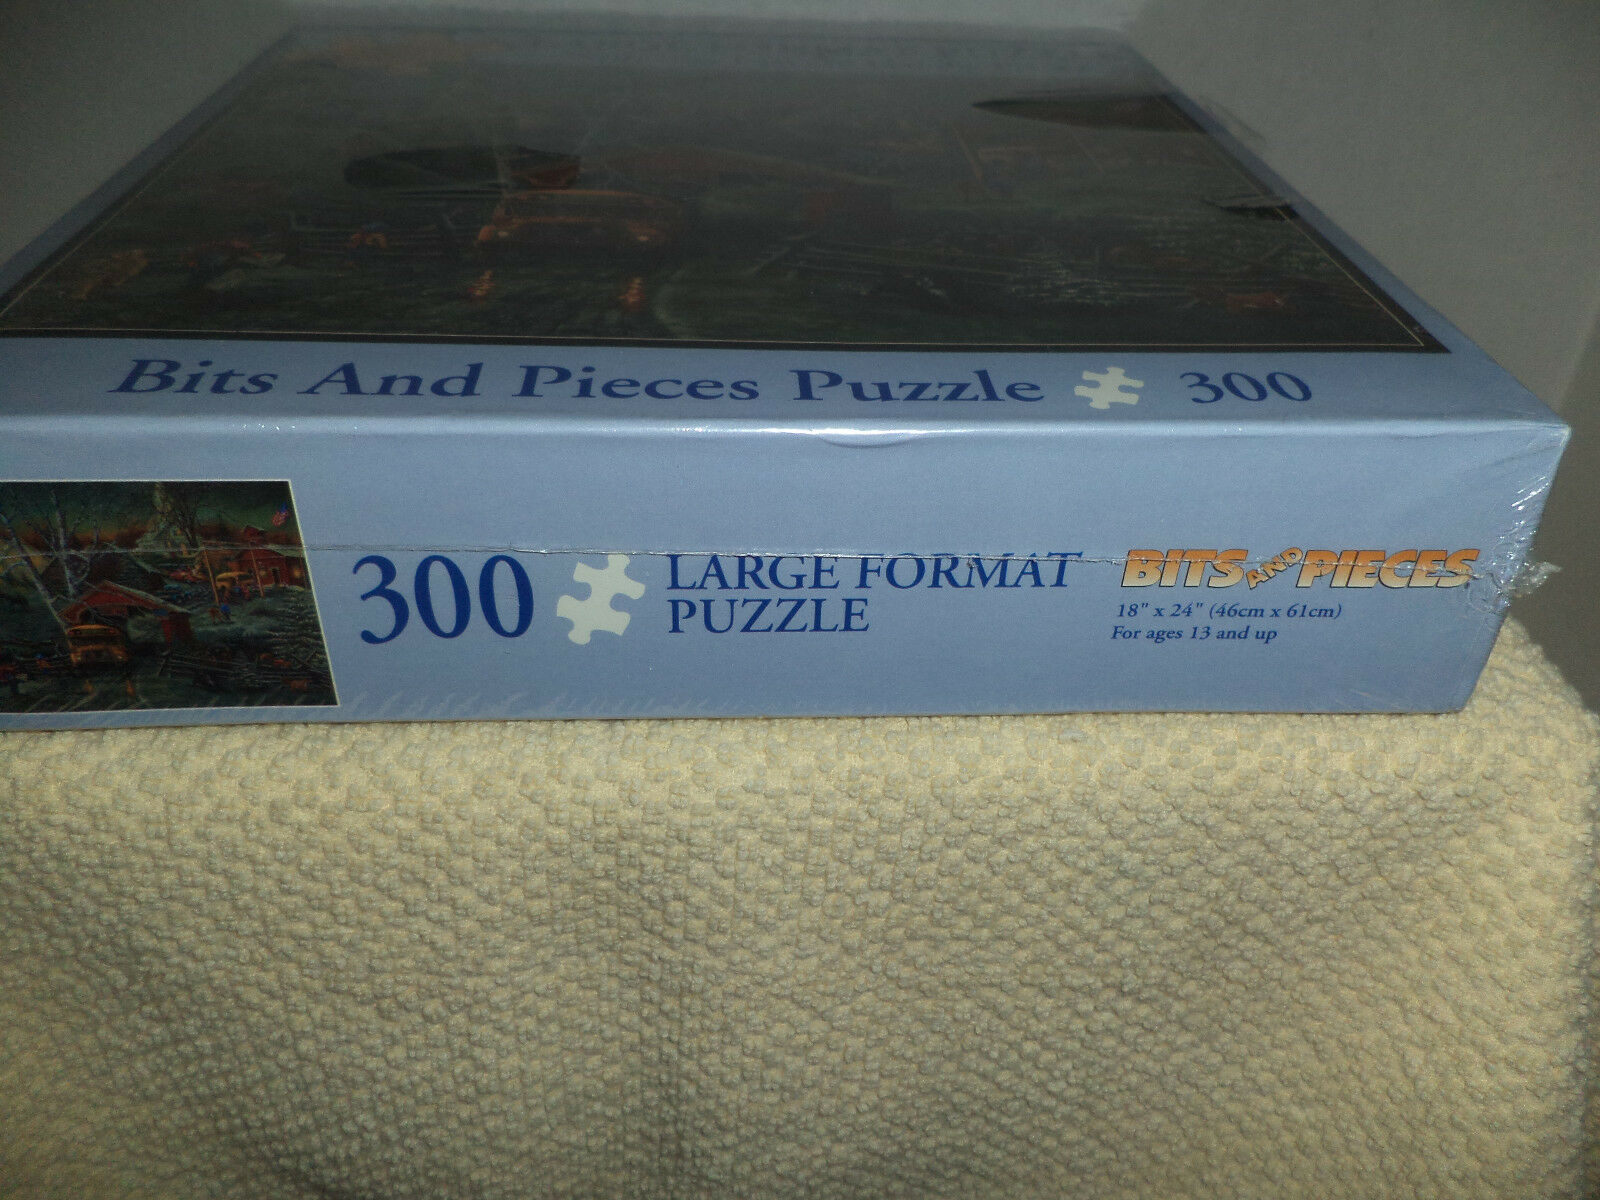 Bits And Pieces Puzzle 300
300 LARGE FORMAT
PUZZLE
BITS AND PIECES
18" x 24" (46cm x 61cm)
For ages 13 and up